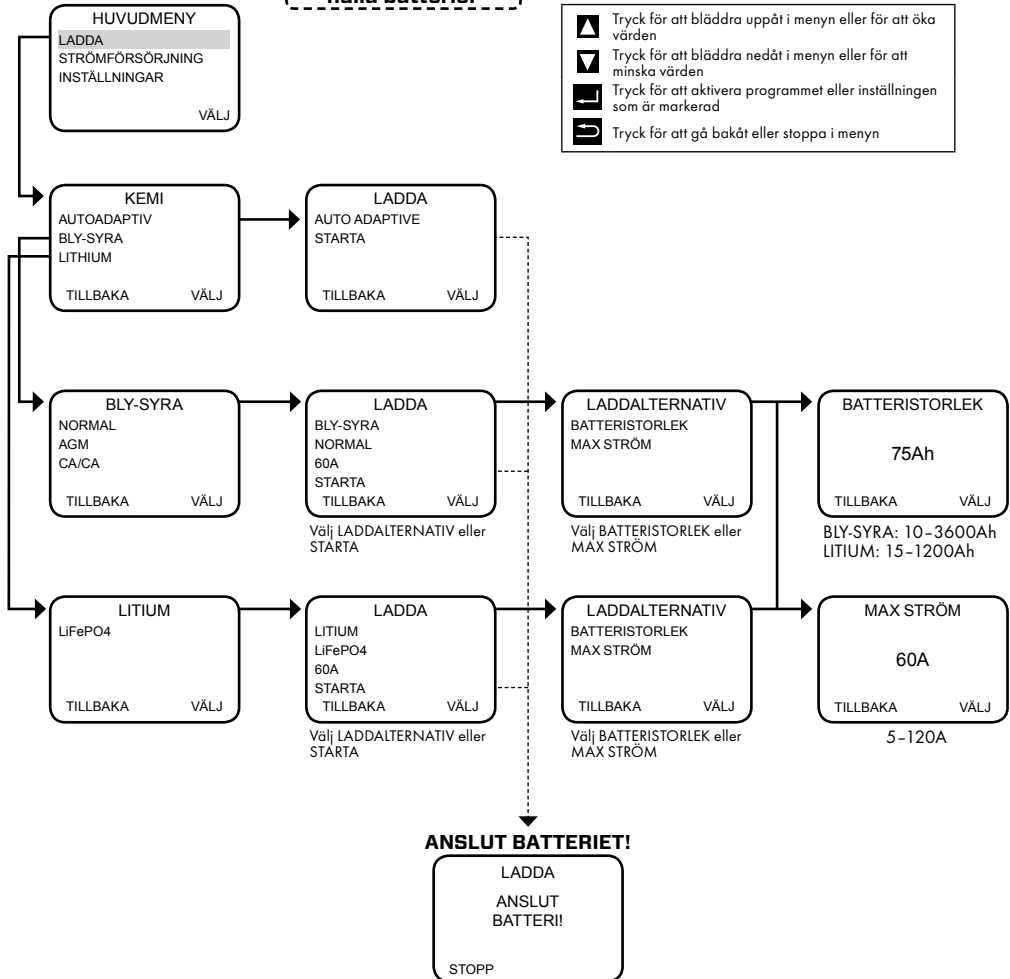 HUVUDMENY
LADDA
STRÖMFÖRSÖRJNING
INSTÄLLNINGAR
VÄLJ
Tryck för att bläddra uppåt i menyn eller för att öka
värden
Tryck för att bläddra nedåt i menyn eller för att
minska värden
Tryck för att aktivera programmet eller inställningen
som är markerad
Tryck för att gå bakåt eller stoppa i menyn
KEMI
AUTOADAPTIV
BLY-SYRA
LITHIUM
TILLBAKA VÄLJ
LADDA
AUTO ADAPTIVE
STARTA
TILLBAKA VÄLJ
BLY-SYRA
NORMAL
AGM
CA/CA
TILLBAKA VÄLJ
LADDA
BLY-SYRA
NORMAL
60A
STARTA
TILLBAKA VÄLJ
Välj LADDALTERNATIV eller
STARTA
LADDALTERNATIV
BATTERISTORLEK
MAX STRÖM
TILLBAKA VÄLJ
Välj BATTERISTORLEK eller
MAX STRÖM
BATTERISTORLEK
75Ah
TILLBAKA VÄLJ
BLY-SYRA: 10–3600Ah
LITIUM: 15–1200Ah
LITIUM
LiFePO4
TILLBAKA VÄLJ
LADDA
LITIUM
LiFePO4
60A
STARTA
TILLBAKA VÄLJ
Välj LADDALTERNATIV eller
STARTA
LADDALTERNATIV
BATTERISTORLEK
MAX STRÖM
TILLBAKA VÄLJ
Välj BATTERISTORLEK eller
MAX STRÖM
MAX STRÖM
60A
TILLBAKA VÄLJ
5–120A
ANSLUT BATTERIET!
LADDA
ANSLUT
BATTERI!
STOPP